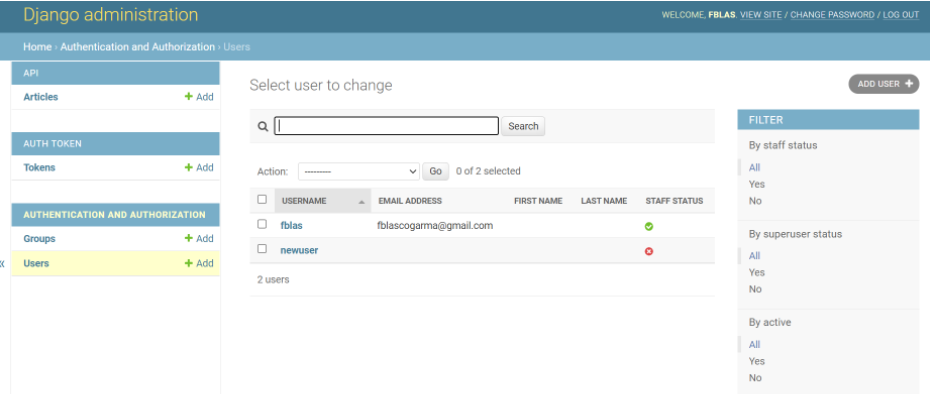 Django administration
WELCOME, FBLAS. VIEW SITE / CHANGE PASSWORD / LOG OUT
Home › Authentication and Authorization › Users
API
Articles + Add
AUTH TOKEN
Tokens + Add
AUTHENTICATION AND AUTHORIZATION
Groups + Add
Users + Add
«
Select user to change
ADD USER +
Search
Action: --------- Go 0 of 2 selected
USERNAME EMAIL ADDRESS FIRST NAME LAST NAME STAFF STATUS
fblas fblascogarma@gmail.com
newuser
2 users
FILTER
By staff status
All
Yes
No
By superuser status
All
Yes
No
By active
All
Yes
No